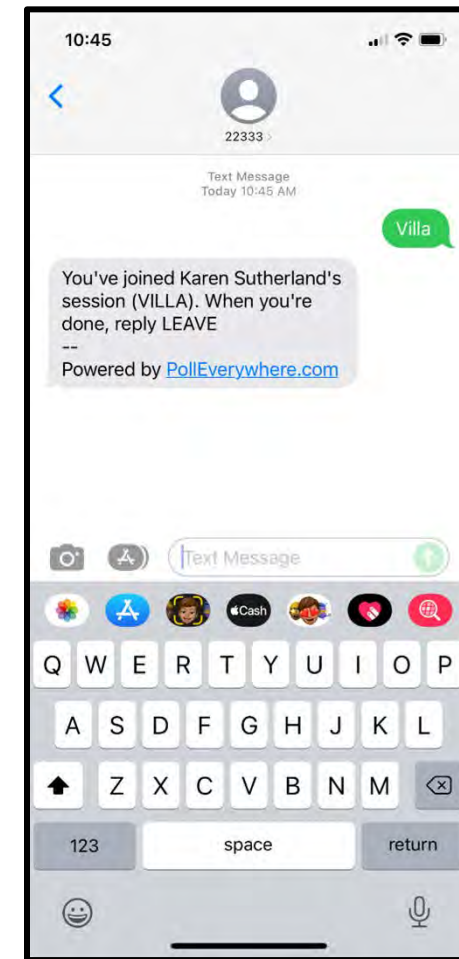 10:45
22333 >
Text Message
Today 10:45 AM
Villa
You've joined Karen Sutherland's
session (VILLA). When you're
done, reply LEAVE
--
Powered by PollEverywhere.com
Text Message
Cash
Q W E R T Y U I O P
A S D F G H J K L
Z X C V B N M
123 space return